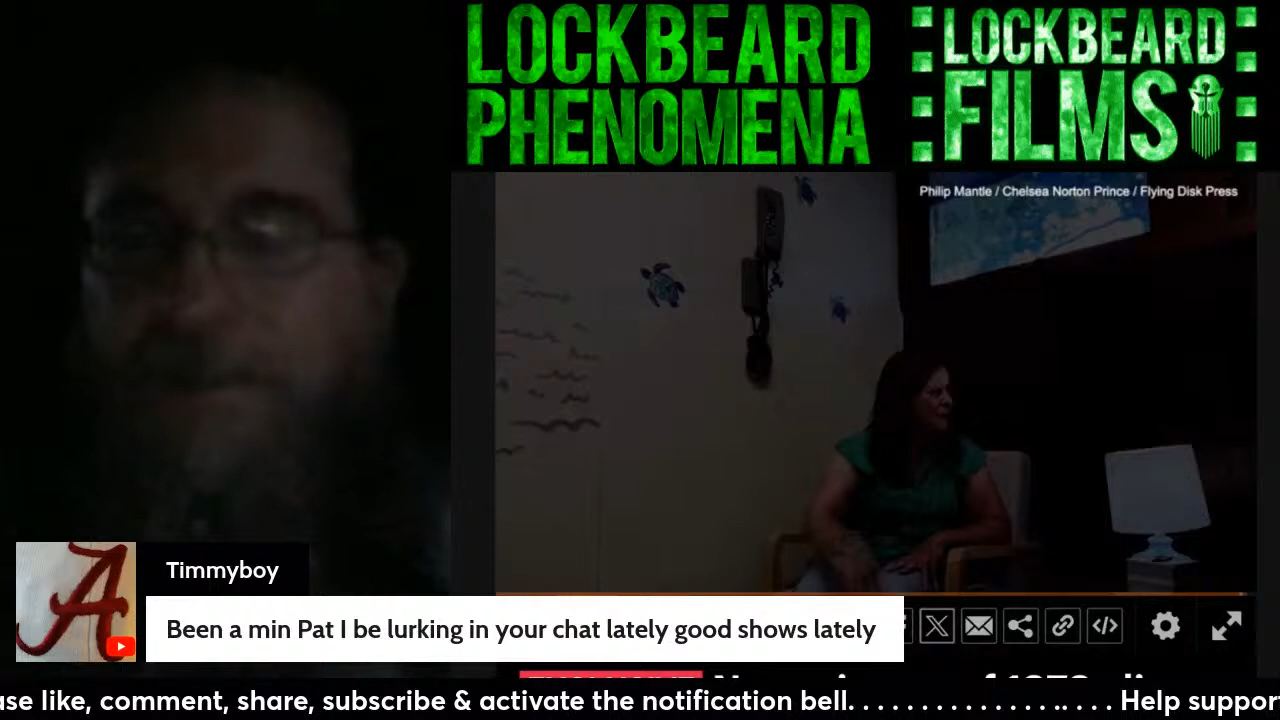 LOCKBEARD
PHENOMENA
LOCKBEARD
FILMS
Philip Mantle / Chelsea Norton Prince / Flying Disk Press
A
Timmyboy
Been a min Pat I be lurking in your chat lately good shows lately
ase like, comment, share, subscribe & activate the notification bell. . . . . . . . . . . . . . . .. . . . Help suppor